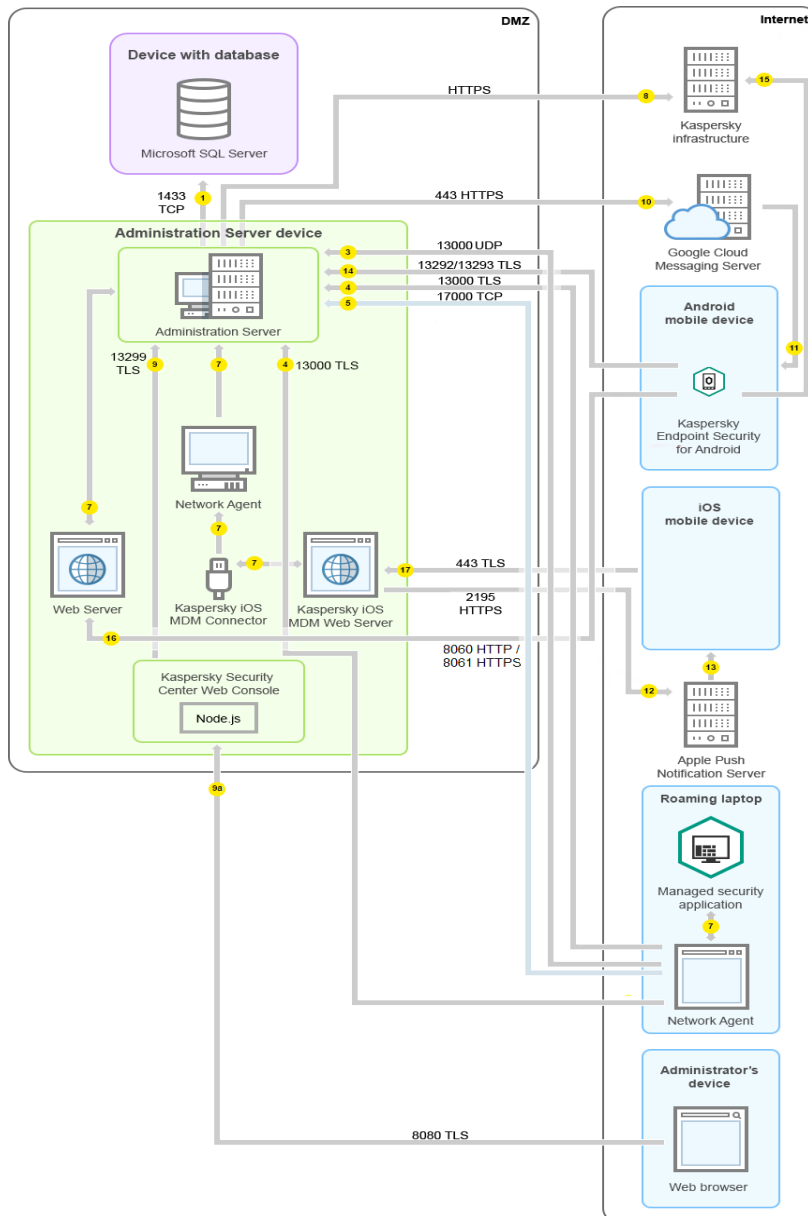 DMZ
Internet
Device with database
Microsoft SQL Server
HTTPS
8
15
Kaspersky
infrastructure
1433
TCP
1
443 HTTPS
10
Google Cloud
Messaging Server
Administration Server device
Administration Server
13000 UDP
3
13292/13293 TLS
14
13000 TLS
4
17000 TCP
5
11
Android
mobile device
Kaspersky
Endpoint Security
for Android
13299
TLS
9
7
4
13000 TLS
Network Agent
7
7
7
Web Server
Kaspersky iOS
MDM Connector
Kaspersky iOS
MDM Web Server
17
443 TLS
2195
HTTPS
iOS
mobile device
16
8060 HTTP /
8061 HTTPS
13
12
Apple Push
Notification Server
Kaspersky Security
Center Web Console
Node.js
9a
Roaming laptop
Managed security
application
7
Network Agent
Administrator's
device
8080 TLS
Web browser